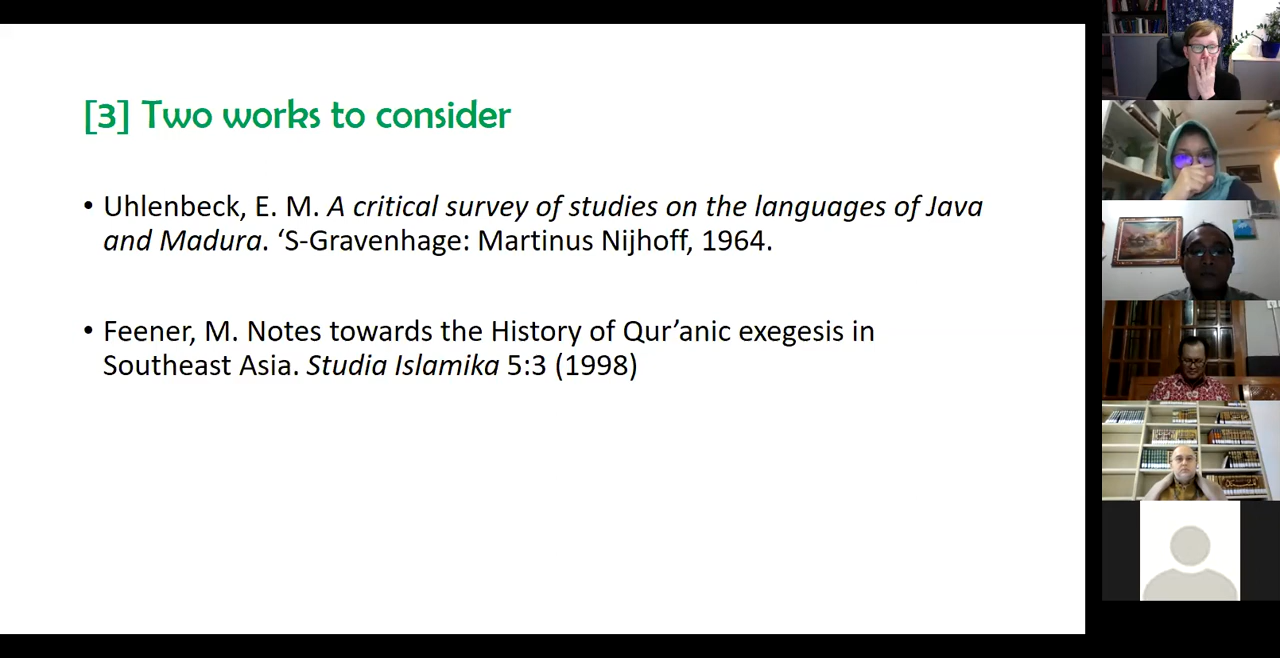 [3] Two works to consider
• Uhlenbeck, E. M. A critical survey of studies on the languages of Java
and Madura. ‘S-Gravenhage: Martinus Nijhoff, 1964.
• Feener, M. Notes towards the History of Qur’anic exegesis in
Southeast Asia. Studia Islamika 5:3 (1998)